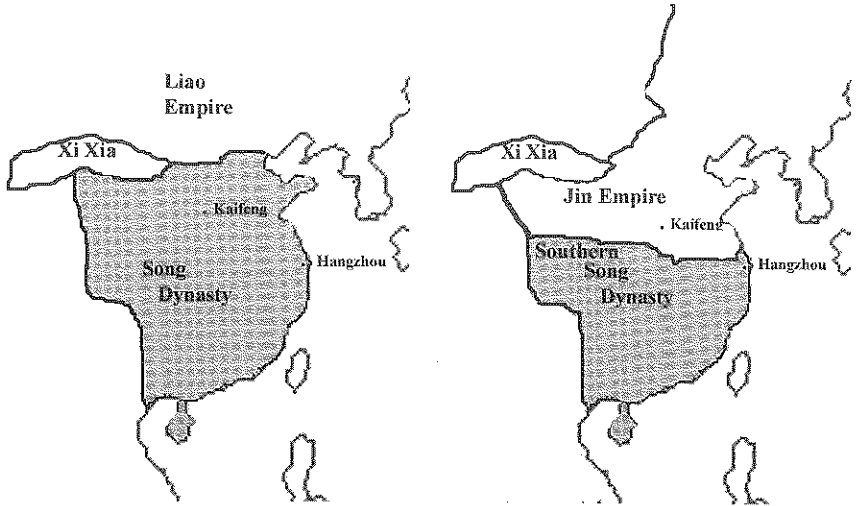 Liao
Empire
Xi Xia
Kaifeng
Hangzhou
Song
Dynasty
Xi Xia
Jin Empire
Kaifeng
Southern
Song
Dynasty
Hangzhou